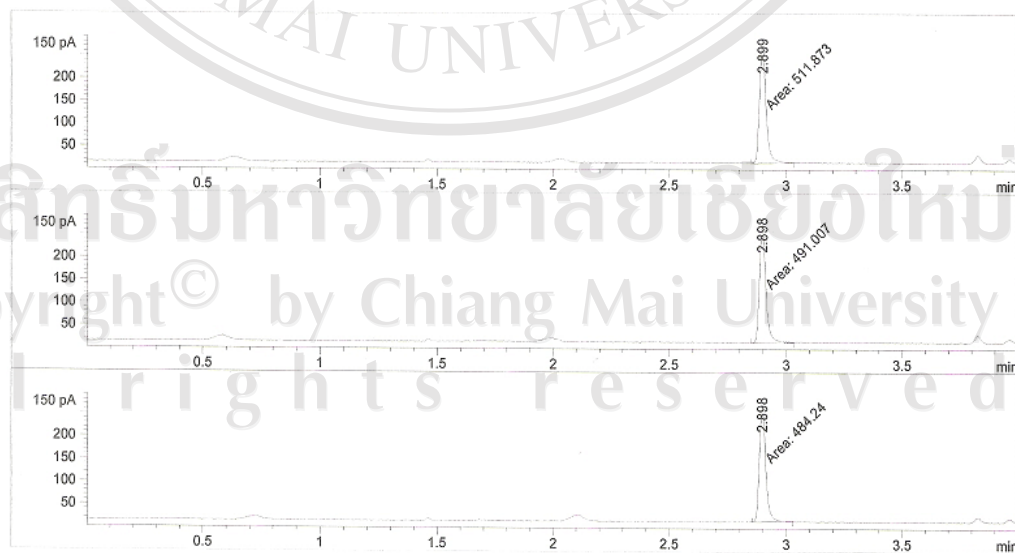 MAI UNIVERS
150 pA
200
150
100
50
2.899
Area: 511.873
0.5 1 1.5 2 2.5 3 3.5 min
สิทธิ์มหาวิทยาลัยเชียงใหม่
150 pA
200
150
100
50
2.898
Area: 491.007
opyright© by Chiang Mai University
0.5 1 1.5 2 2.5 3 3.5 min
l rights reserved
150 pA
200
150
100
50
2.898
Area: 484.24
0.5 1 1.5 2 2.5 3 3.5 min